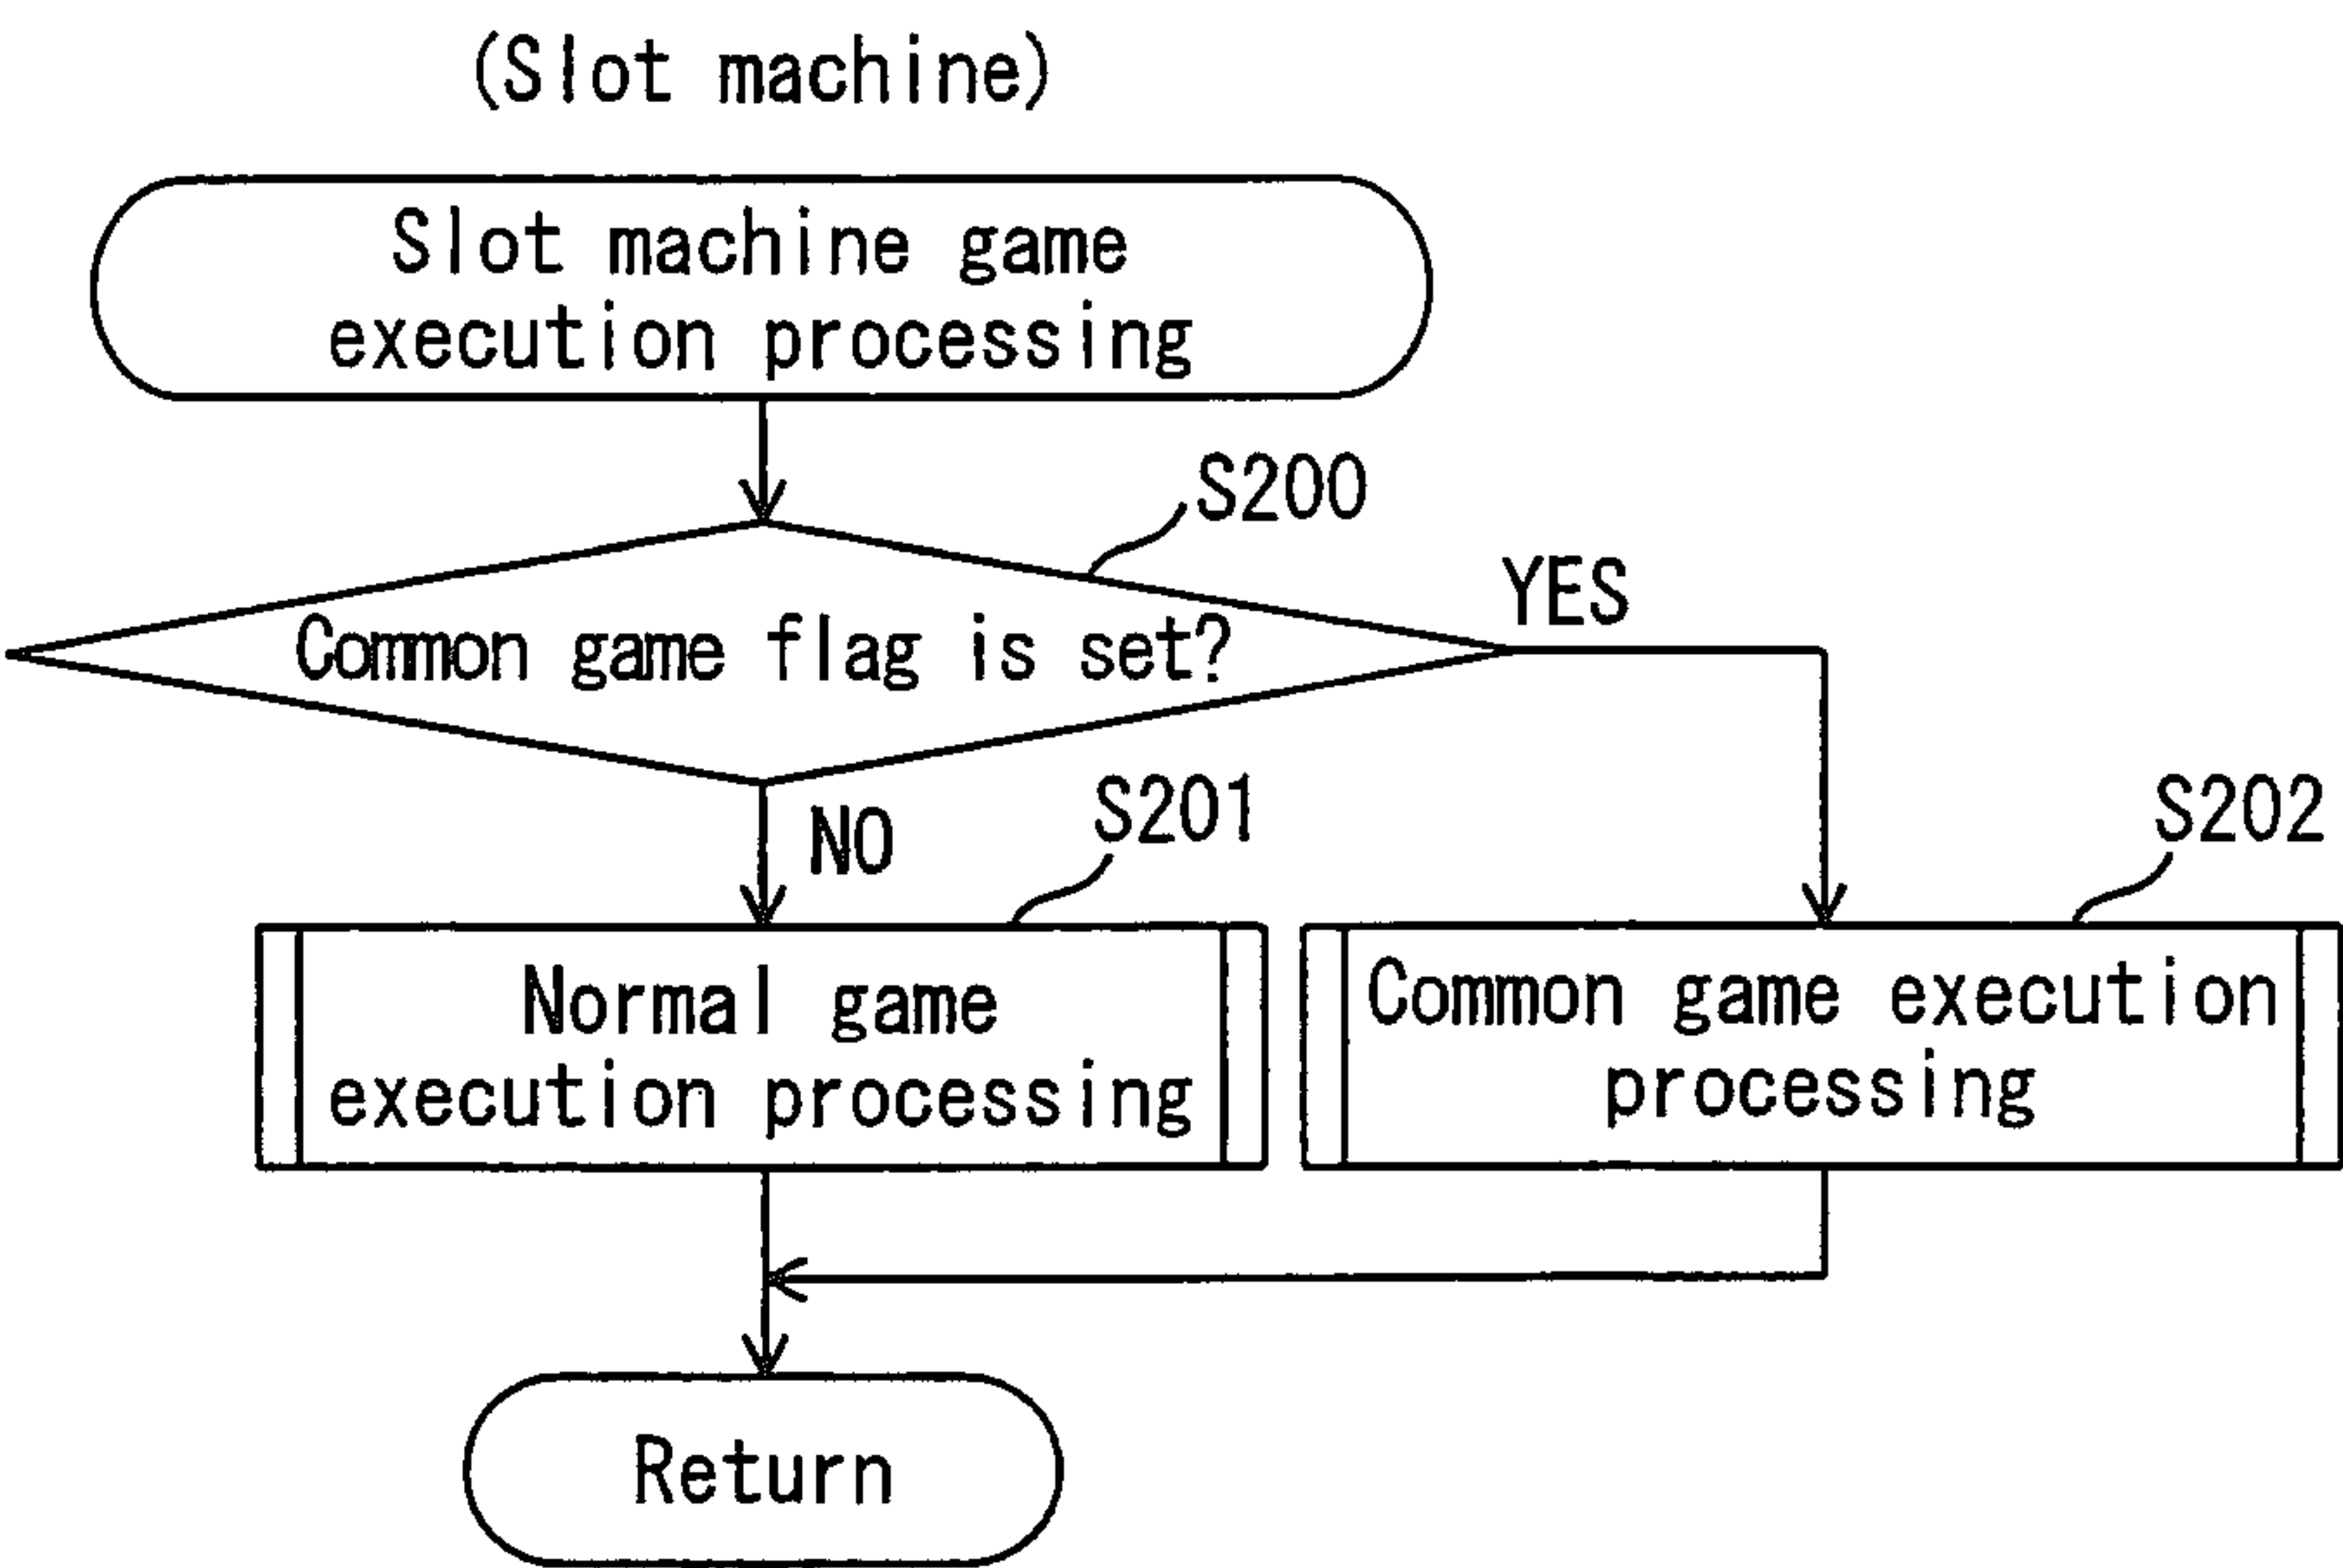 (Slot machine)
Slot machine game
execution processing
S200
Common game flag is set?
YES
NO
S201
S202
Normal game
execution processing
Common game execution
processing
Return